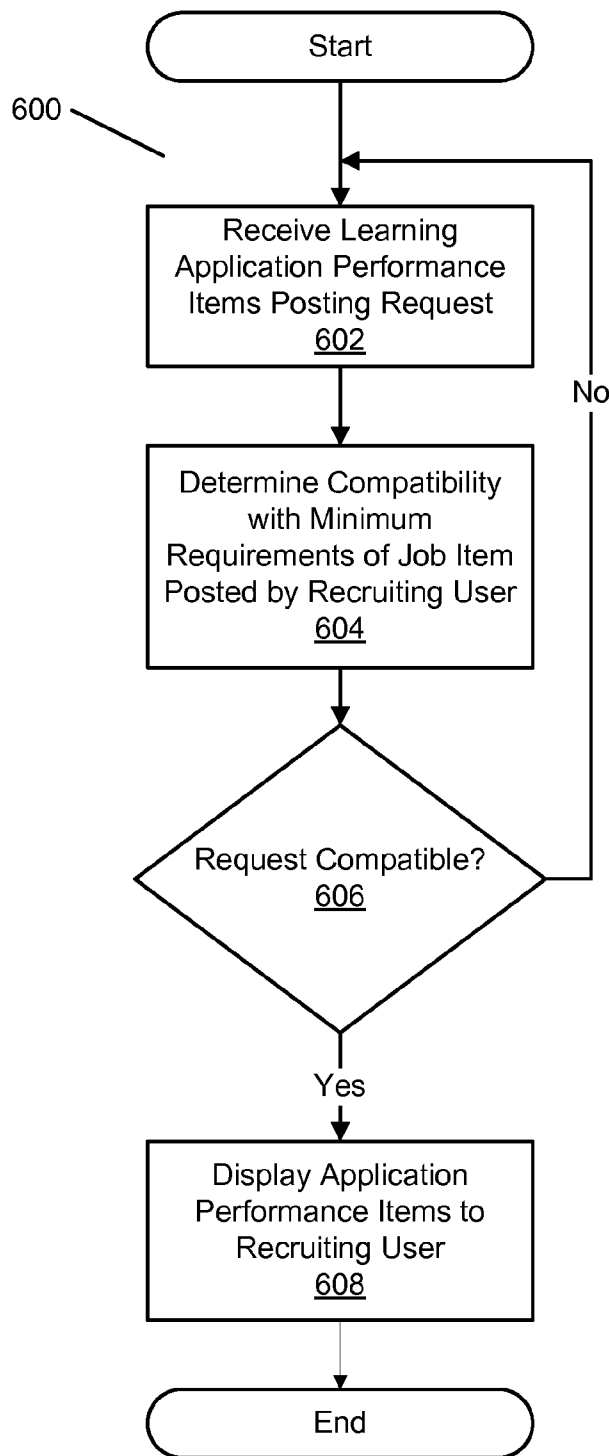 Start
600
Receive Learning
Application Performance
Items Posting Request
602
No
Determine Compatibility
with Minimum
Requirements of Job Item
Posted by Recruiting User
604
Request Compatible?
606
Yes
Display Application
Performance Items to
Recruiting User
608
End